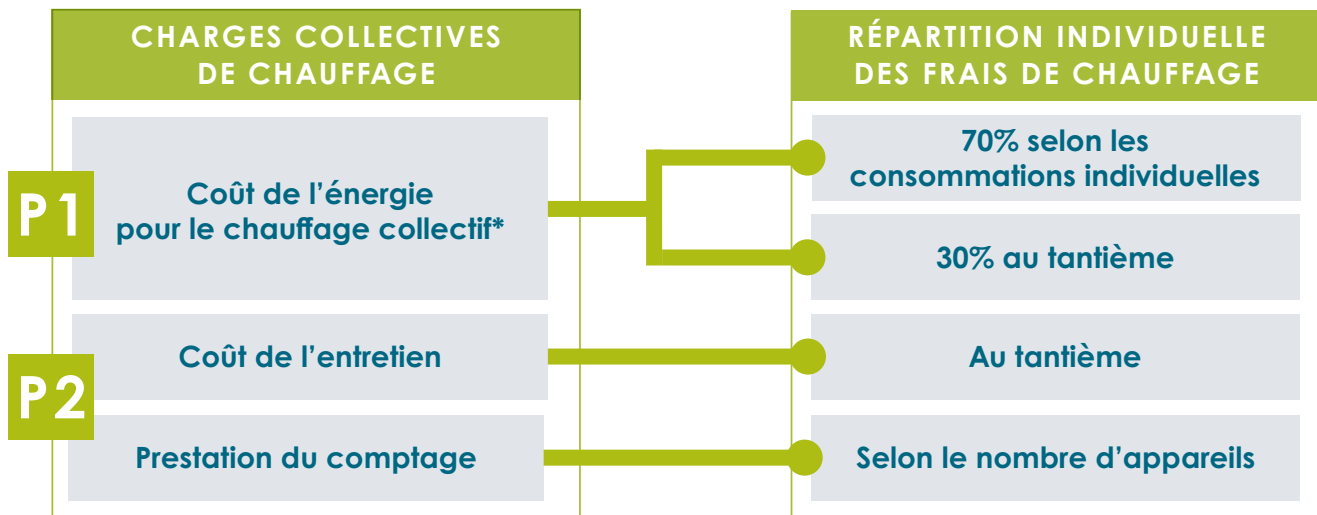 CHARGES COLLECTIVES
DE CHAUFFAGE
RÉPARTITION INDIVIDUELLE
DES FRAIS DE CHAUFFAGE
P1
Coût de l’énergie
pour le chauffage collectif*
70% selon les
consommations individuelles
30% au tantième
P2
Coût de l’entretien
Au tantième
Prestation du comptage
Selon le nombre d’appareils